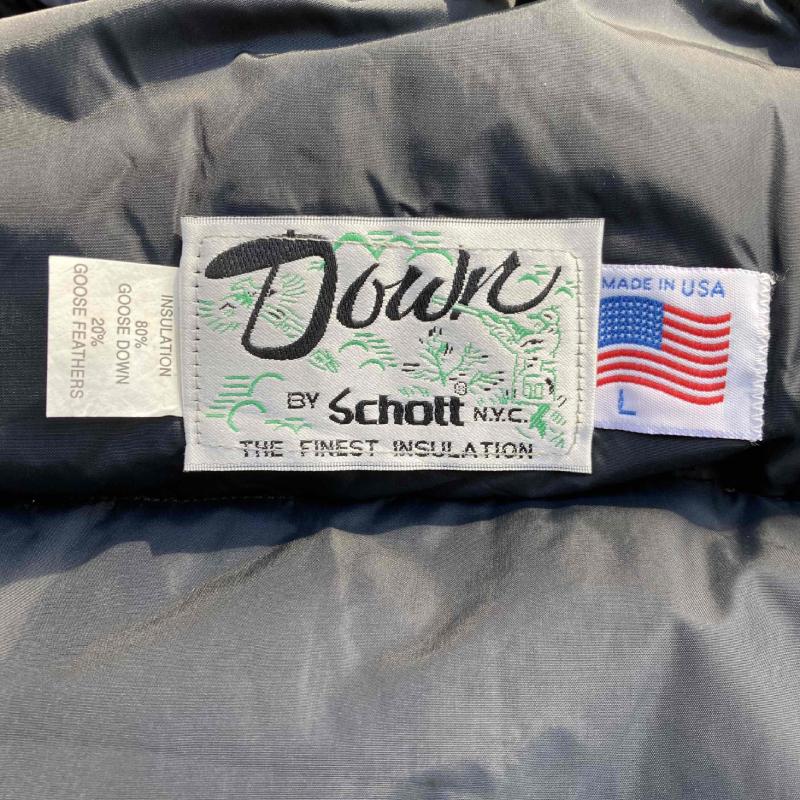 INSULATION
80%
GOOSE DOWN
20%
GOOSE FEATHERS
Down
BY Schott® N.Y.C.
THE FINEST INSULATION
MADE IN USA
L